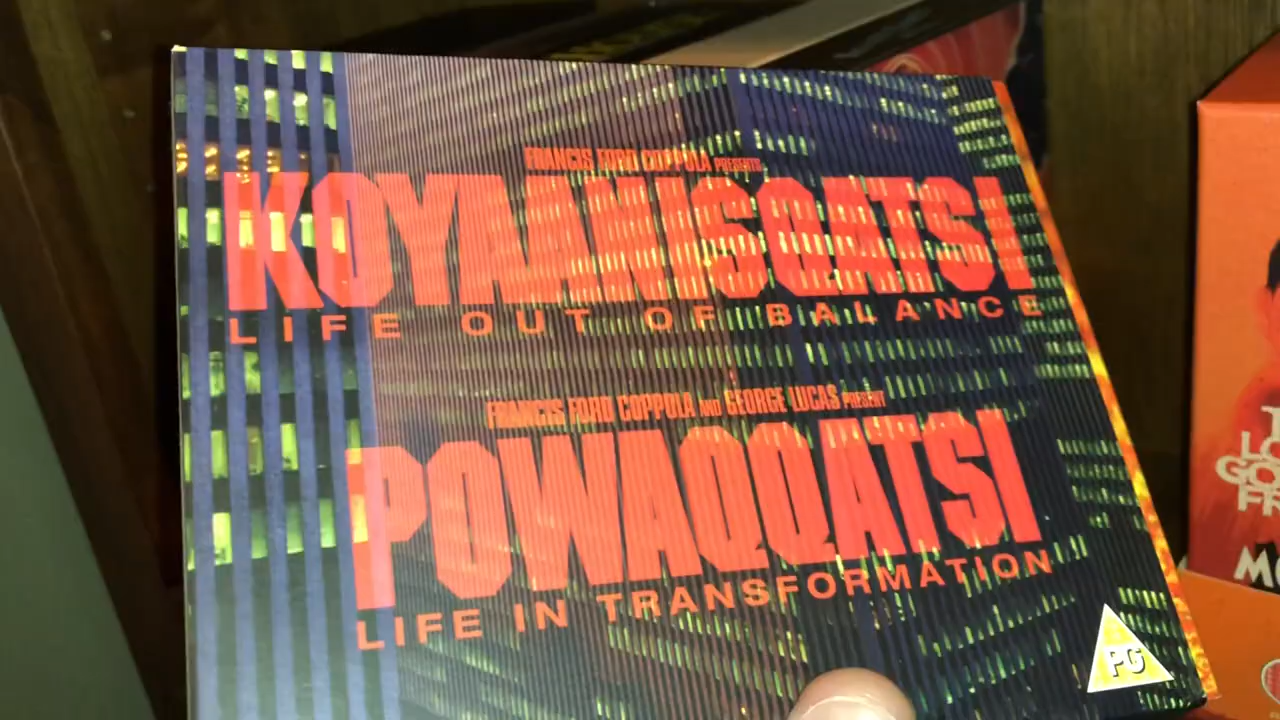 FRANCIS FORD COPPOLA PRESENTS
KOYAANISQATSI
LIFE OUT OF BALANCE
FRANCIS FORD COPPOLA AND GEORGE LUCAS PRESENT
POWAQQATSI
LIFE IN TRANSFORMATION
PG